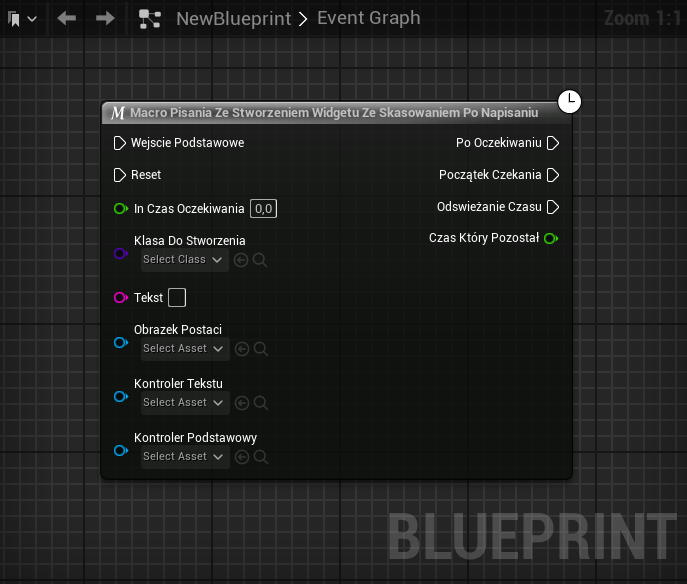 NewBlueprint > Event Graph
Zoom 1:1
Macro Pisania Ze Stworzeniem Widgetu Ze Skasowaniem Po Napisaniu
Wejscie Podstawowe
Po Oczekiwaniu
Reset
Początek Czekania
In Czas Oczekiwania 0,0
Odswieżanie Czasu
Klasa Do Stworzenia
Czas Który Pozostał
Select Class
Tekst
Obrazek Postaci
Select Asset
Kontroler Tekstu
Select Asset
Kontroler Podstawowy
Select Asset
BLUEPRINT